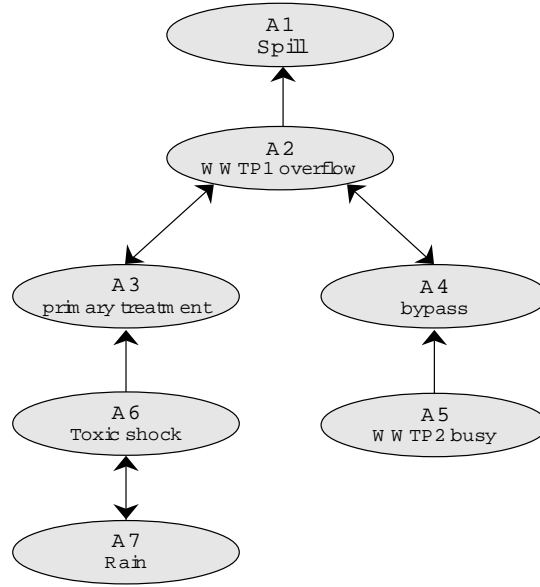 A1
Spill
A2
WWTP1 overflow
A3
primary treatment
A4
bypass
A6
Toxic shock
A5
WWTP2 busy
A7
Rain